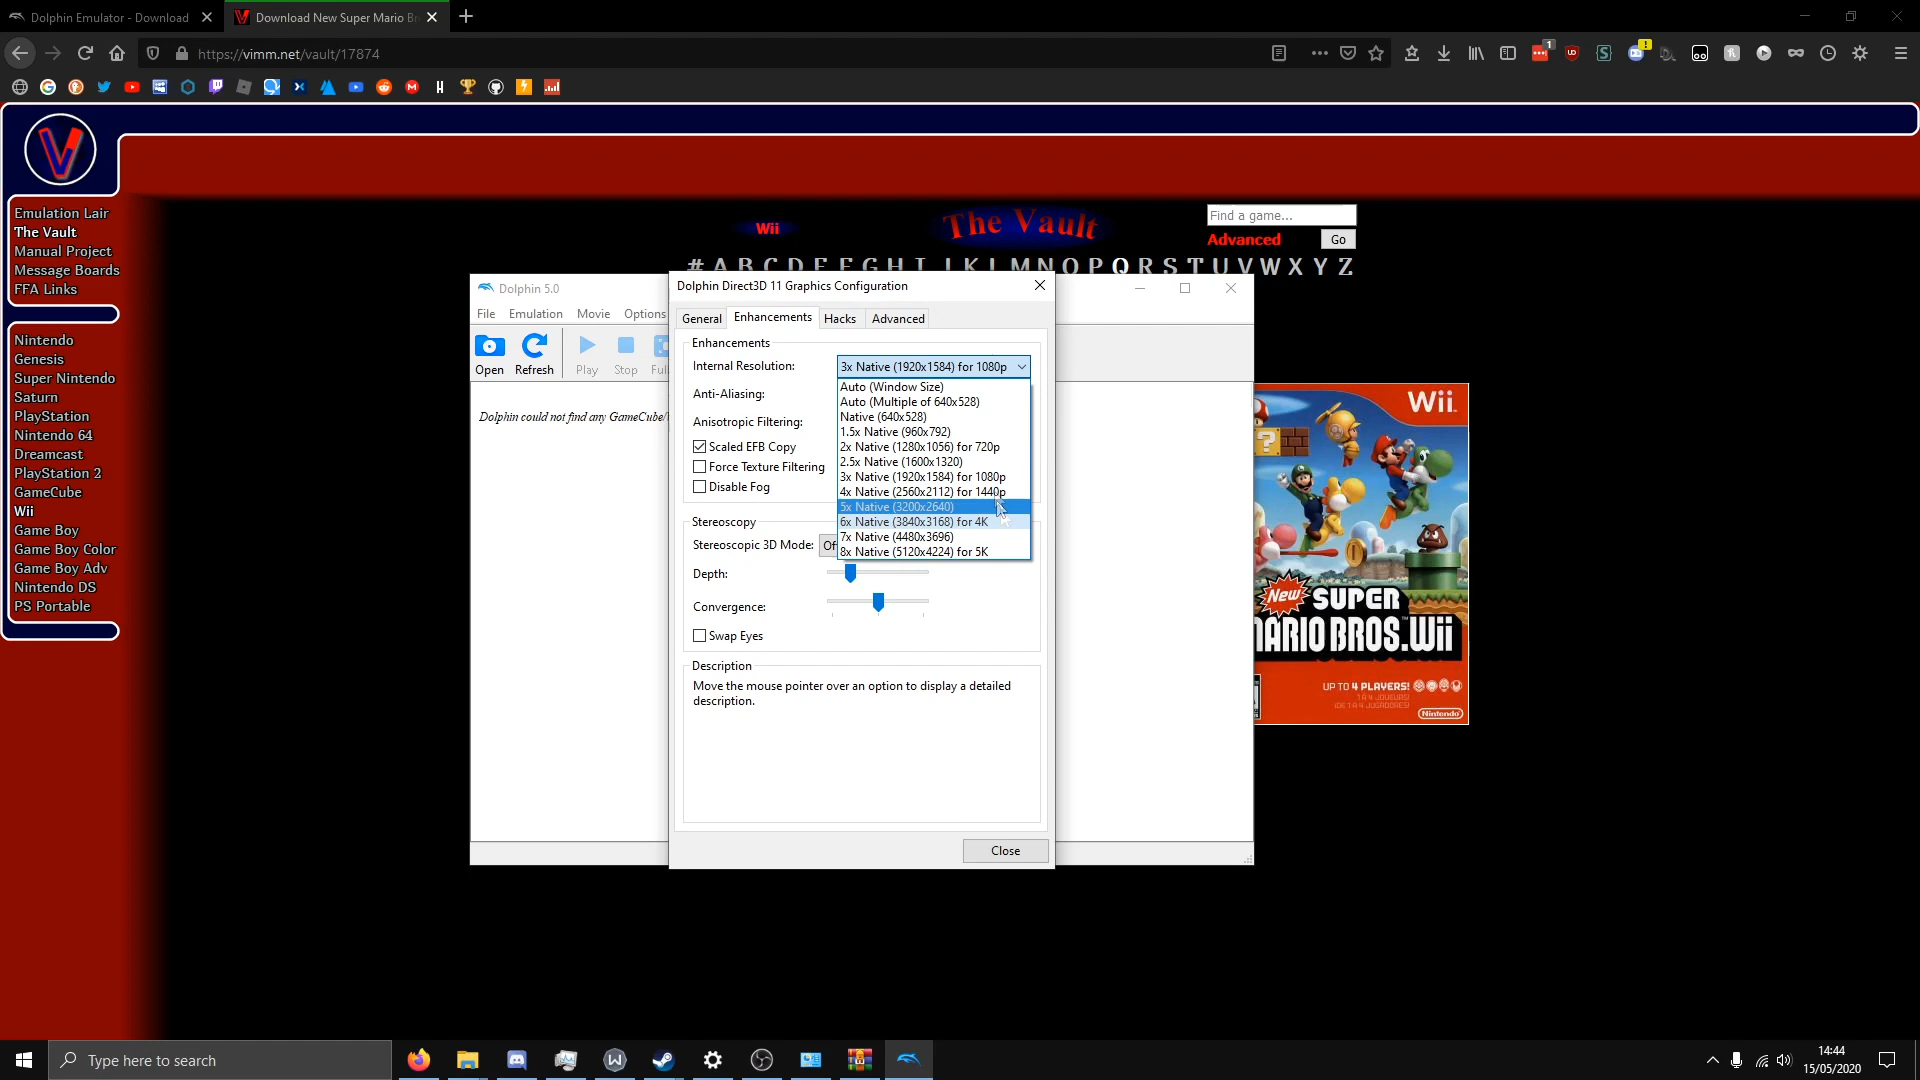 Dolphin Emulator - Download
Download New Super Mario Br
https://vimm.net/vault/17874
1
Emulation Lair
The Vault
Manual Project
Message Boards
FFA Links
Nintendo
Genesis
Super Nintendo
Saturn
PlayStation
Nintendo 64
Dreamcast
PlayStation 2
GameCube
Wii
Game Boy
Game Boy Color
Game Boy Adv
Nintendo DS
PS Portable
Wii
The Vault
Find a game...
Advanced
Go
# A B C D E F G H I J K L M N O P Q R S T U V W X Y Z
Dolphin 5.0
File Emulation Movie Options
Open Refresh Play Stop Full
Dolphin could not find any GameCube/
Dolphin Direct3D 11 Graphics Configuration
General Enhancements Hacks Advanced
Enhancements
Internal Resolution: 3x Native (1920x1584) for 1080p
Anti-Aliasing:
Anisotropic Filtering:
Scaled EFB Copy
Force Texture Filtering
Disable Fog
Auto (Window Size)
Auto (Multiple of 640x528)
Native (640x528)
1.5x Native (960x792)
2x Native (1280x1056) for 720p
2.5x Native (1600x1320)
3x Native (1920x1584) for 1080p
4x Native (2560x2112) for 1440p
5x Native (3200x2640)
6x Native (3840x3168) for 4K
7x Native (4480x3696)
8x Native (5120x4224) for 5K
Stereoscopy
Stereoscopic 3D Mode: Of
Depth:
Convergence:
Swap Eyes
Description
Move the mouse pointer over an option to display a detailed
description.
Close
Wii
New SUPER
MARIO BROS. Wii
UP TO 4 PLAYERS!
Nintendo
Type here to search
14:44
15/05/2020